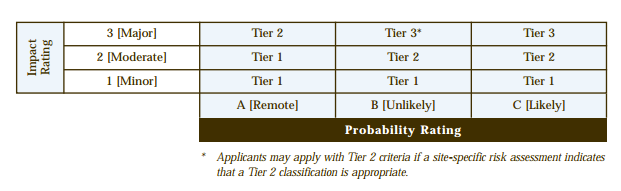 Impact
Rating
3 [Major] Tier 2 Tier 3* Tier 3
2 [Moderate] Tier 1 Tier 2 Tier 2
1 [Minor] Tier 1 Tier 1 Tier 1
A [Remote] B [Unlikely] C [Likely]
Probability Rating
* Applicants may apply with Tier 2 criteria if a site-specific risk assessment indicates
that a Tier 2 classification is appropriate.